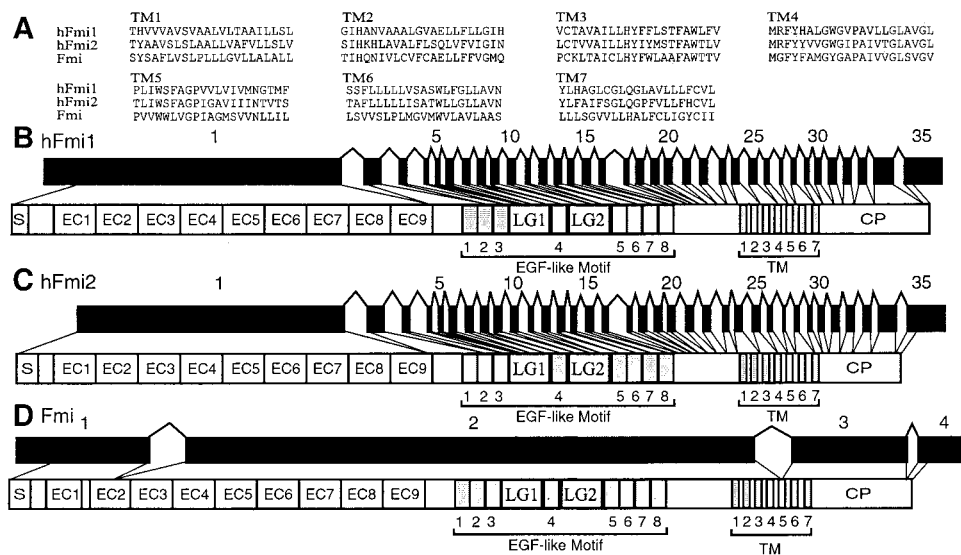 A
TM1 TM2 TM3 TM4
hFmi1 THVVVAVSVAAVLTAAILLSL GIHANVAAALGVAELLFLLGIH VCTAVAILLHYFFLSTFAWLFV MRFYHALGWGVPAVLLGLAVGL
hFmi2 TYAAVSLSLAALLVAFVLLSLV SIHKHLAVALFLSQLVFVIGIN LCTVVAILLHYIYMSTFAWTLV MRFYYVVGWGIPAIVTGLAVGL
Fmi SYSAFLVSLPLLLGVLLALALL TIHQNIVLCVFCAELLFFVGMQ PCKLTAICLHYFWLAAFAWTTV MGFYFAMGYGAPAIVVGLSVGV
TM5 TM6 TM7
hFmi1 PLIWSFAGPVVLVIVMNGTMF SSFLLLLLVSASWLFGLLAVN YLHAGLCGLQGLAVLLLFCVL
hFmi2 TLIWSFAGPIGAVIIINTVTS TAFLLLLLISATWLLGLLAVN YLFAIFSGLQGPFVLLFHCVL
Fmi PVVWWLVGPIAGMSVVNLLIL LSVVSLPLMGVMWVLAVLAAS LLLSGVVLLHALFCLIGYCII
B hFmi1
1 5 10 15 20 25 30 35
S EC1 EC2 EC3 EC4 EC5 EC6 EC7 EC8 EC9 LG1 LG2 CP
1 2 3 4 5 6 7 8 1 2 3 4 5 6 7
EGF-like Motif TM
C hFmi2
1 5 10 15 20 25 30 35
S EC1 EC2 EC3 EC4 EC5 EC6 EC7 EC8 EC9 LG1 LG2 CP
1 2 3 4 5 6 7 8 1 2 3 4 5 6 7
EGF-like Motif TM
D Fmi
1 2 3 4
S EC1 EC2 EC3 EC4 EC5 EC6 EC7 EC8 EC9 LG1 LG2 CP
1 2 3 4 5 6 7 8 1 2 3 4 5 6 7
EGF-like Motif TM